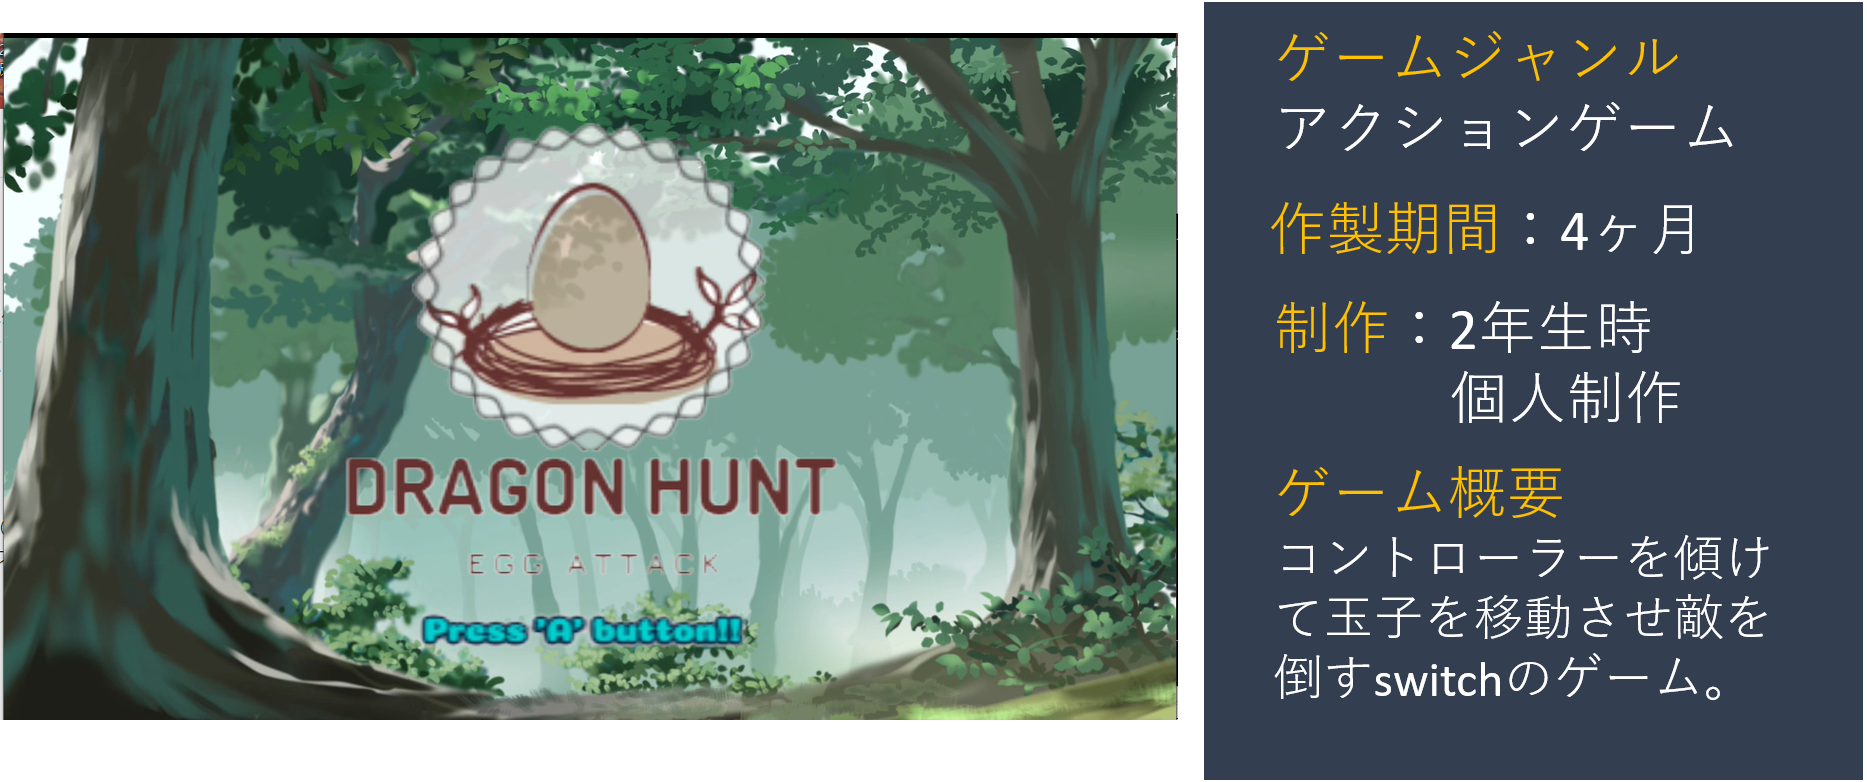 DRAGON HUNT
EGG ATTACK
Press 'A' button!!
ゲームジャンル
アクションゲーム
作製期間：4ヶ月
制作：2年生時
個人制作
ゲーム概要
コントローラーを傾け
て玉子を移動させ敵を
倒すswitchのゲーム。